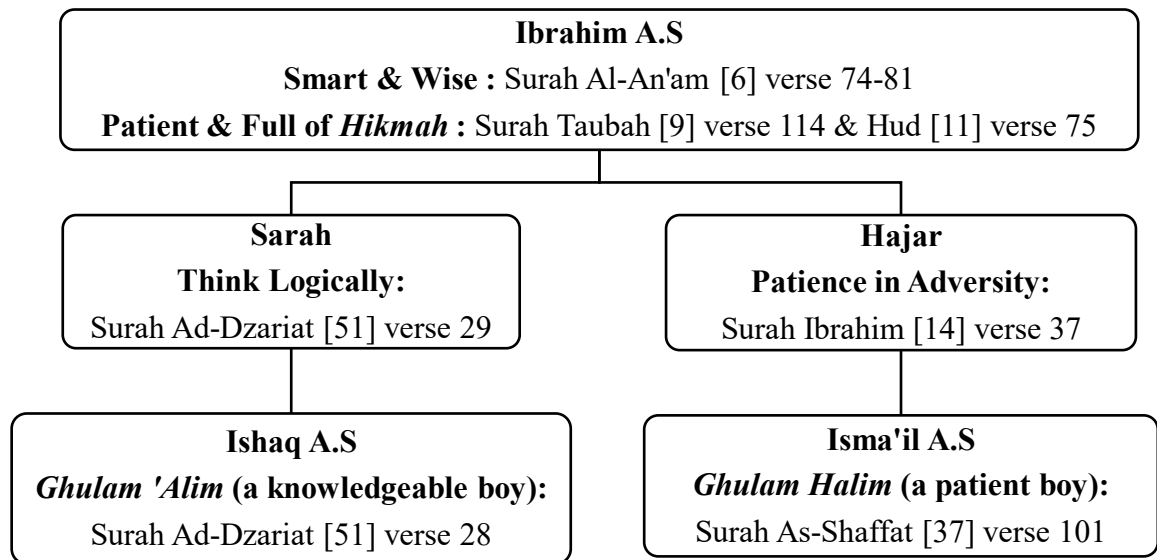 Ibrahim A.S
Smart & Wise : Surah Al-An'am [6] verse 74-81
Patient & Full of Hikmah : Surah Taubah [9] verse 114 & Hud [11] verse 75
Sarah
Think Logically:
Surah Ad-Dzariat [51] verse 29
Hajar
Patience in Adversity:
Surah Ibrahim [14] verse 37
Ishaq A.S
Ghulam 'Alim (a knowledgeable boy):
Surah Ad-Dzariat [51] verse 28
Isma'il A.S
Ghulam Halim (a patient boy):
Surah As-Shaffat [37] verse 101